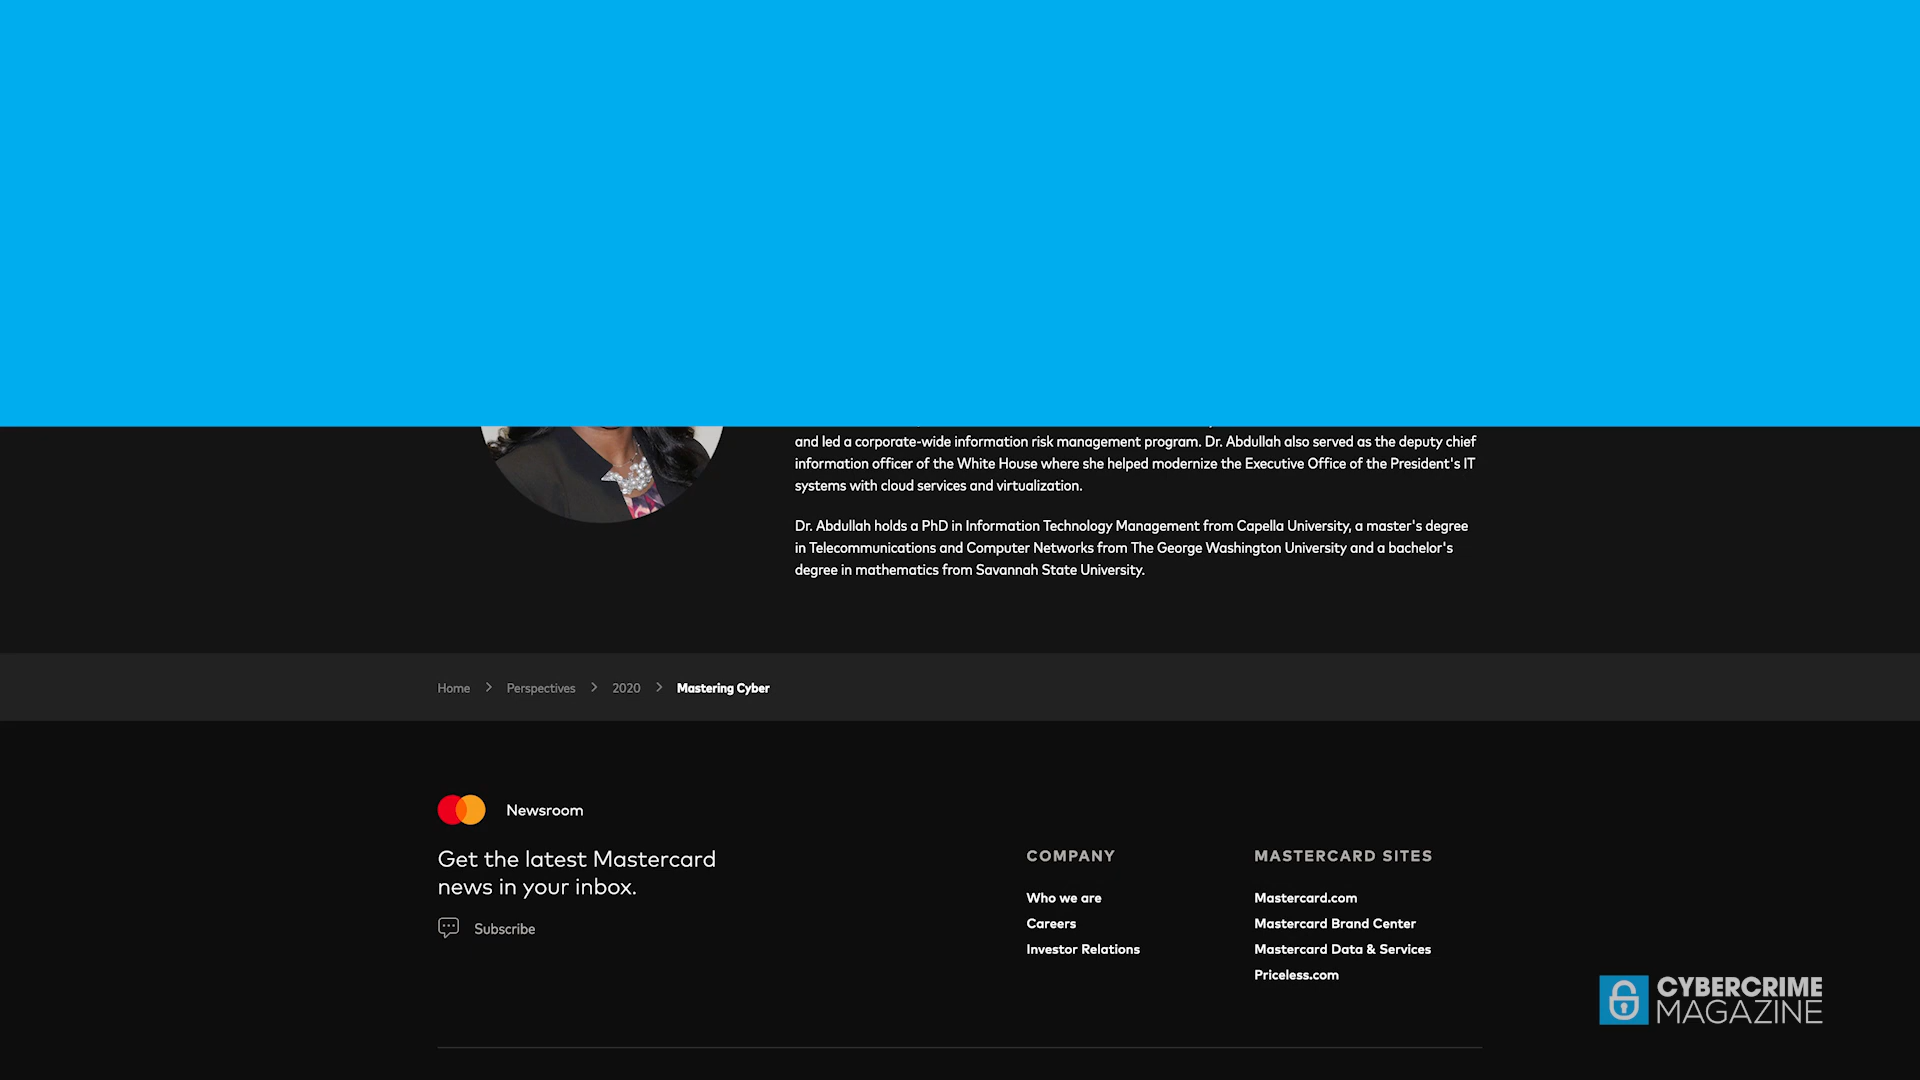 and led a corporate-wide information risk management program. Dr. Abdullah also served as the deputy chief
information officer of the White House where she helped modernize the Executive Office of the President's IT
systems with cloud services and virtualization.
Dr. Abdullah holds a PhD in Information Technology Management from Capella University, a master's degree
in Telecommunications and Computer Networks from The George Washington University and a bachelor's
degree in mathematics from Savannah State University.
Home > Perspectives > 2020 > Mastering Cyber
Newsroom
Get the latest Mastercard
news in your inbox.
Subscribe
COMPANY
Who we are
Careers
Investor Relations
MASTERCARD SITES
Mastercard.com
Mastercard Brand Center
Mastercard Data & Services
Priceless.com
CYBERCRIME
MAGAZINE